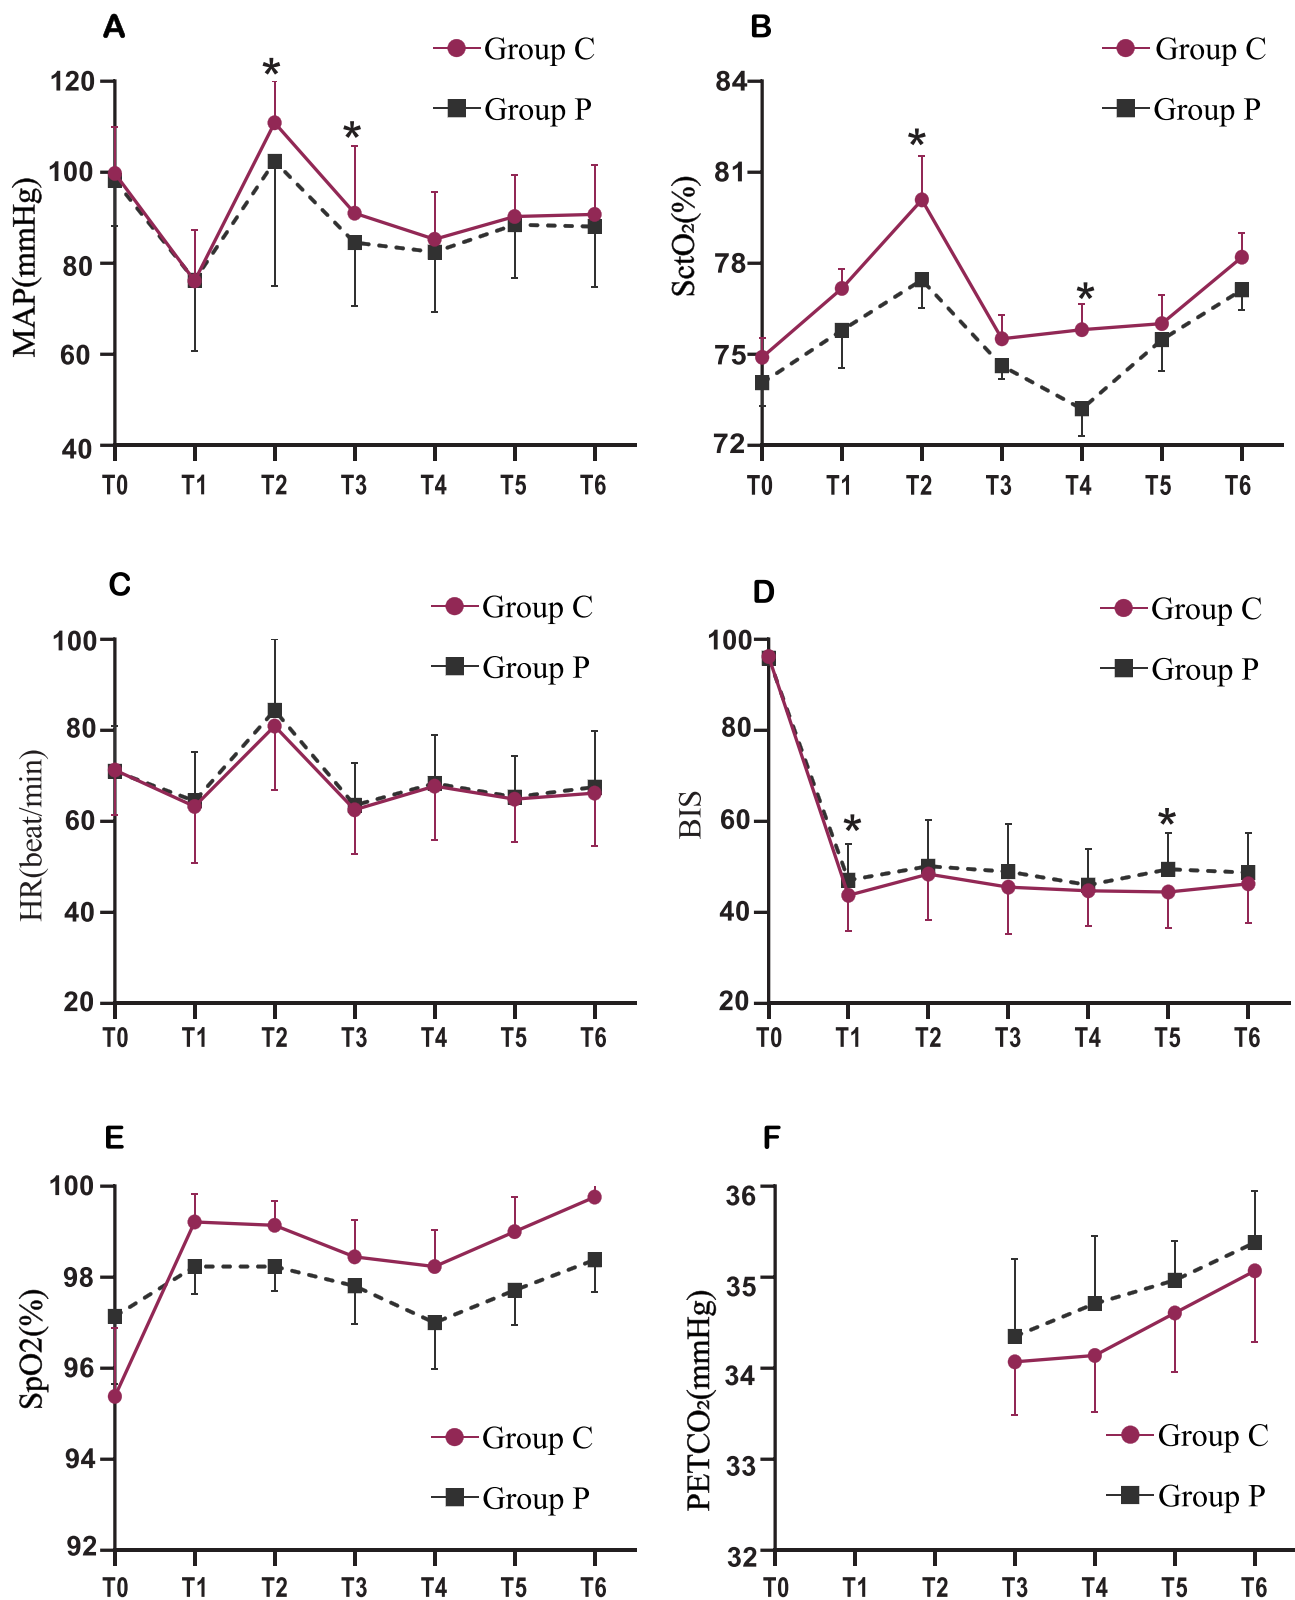 A
Group C
Group P
*
*
MAP(mmHg)
120
100
80
60
40
T0 T1 T2 T3 T4 T5 T6
B
Group C
Group P
*
*
SctO₂(%)
84
81
78
75
72
T0 T1 T2 T3 T4 T5 T6
C
Group C
Group P
HR(beat/min)
100
80
60
40
20
T0 T1 T2 T3 T4 T5 T6
D
Group C
Group P
*
*
BIS
100
80
60
40
20
T0 T1 T2 T3 T4 T5 T6
E
SpO2(%)
100
98
96
94
92
Group C
Group P
T0 T1 T2 T3 T4 T5 T6
F
PETCO₂(mmHg)
36
35
34
33
32
Group C
Group P
T0 T1 T2 T3 T4 T5 T6